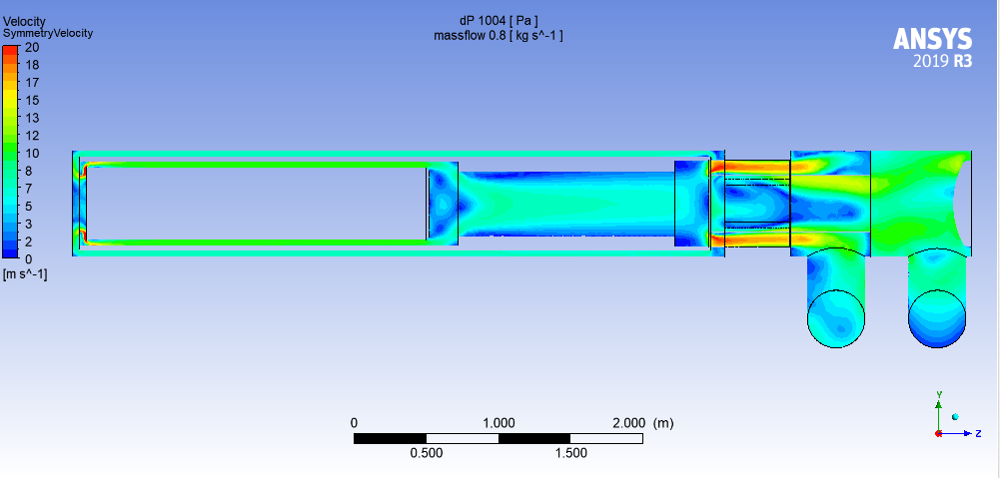 Velocity
SymmetryVelocity
20
18
17
15
13
12
10
8
7
5
3
2
0
[m s^-1]
dP 1004 [ Pa ]
massflow 0.8 [ kg s^-1 ]
ANSYS
2019 R3
0 1.000 2.000 (m)
0.500 1.500
Y
Z